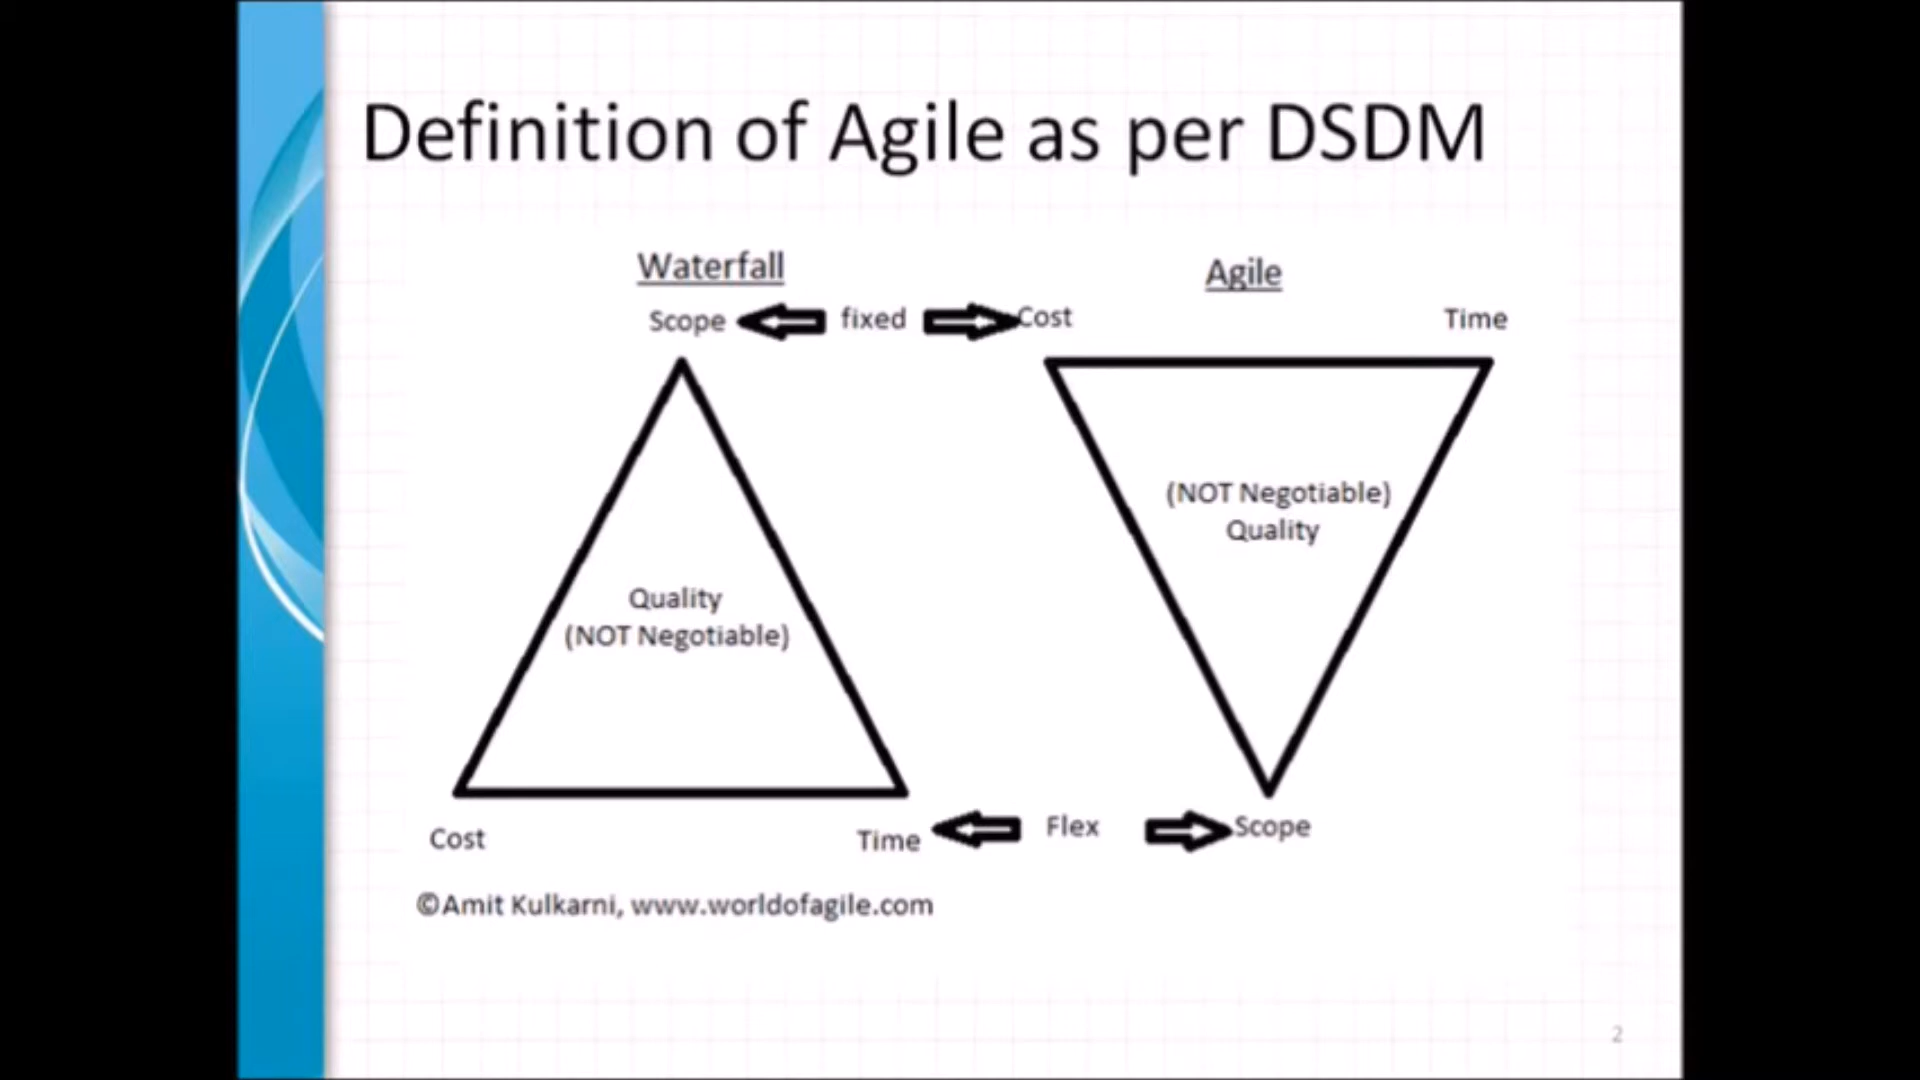 Definition of Agile as per DSDM
Waterfall
Agile
Scope fixed Cost Time
(NOT Negotiable)
Quality
Quality
(NOT Negotiable)
Cost Time Flex Scope
©Amit Kulkarni, www.worldofagile.com
2